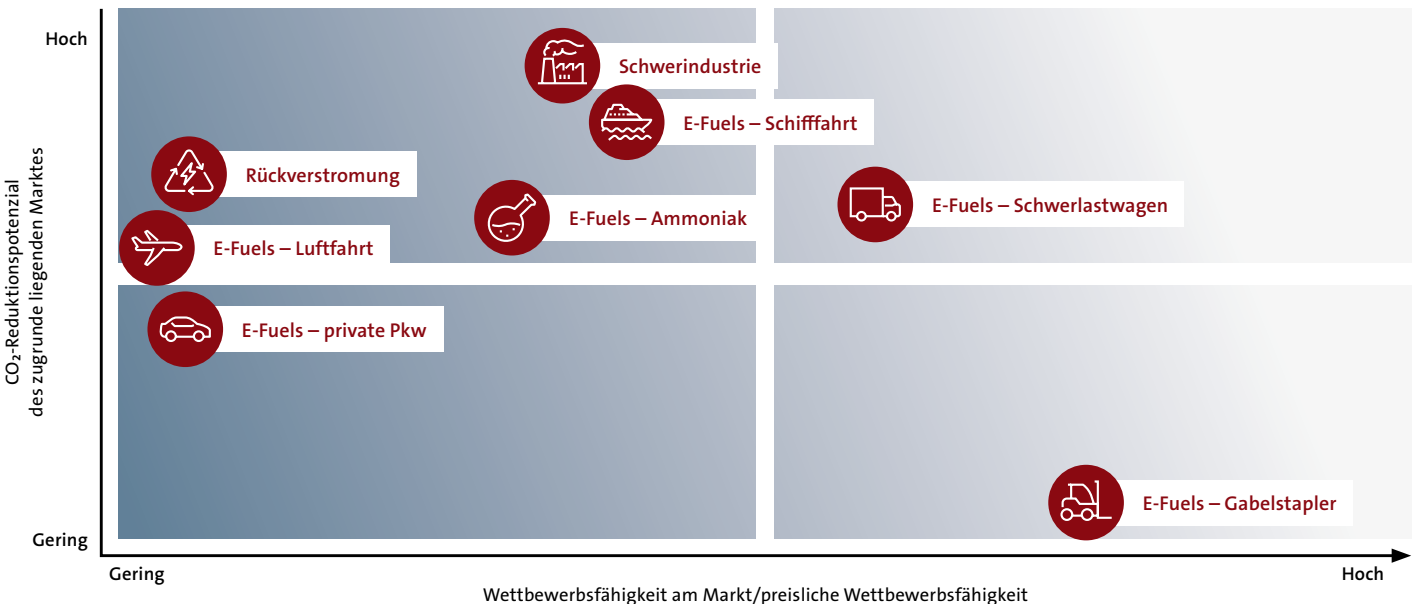 Hoch
Schwerindustrie
E-Fuels – Schifffahrt
Rückverstromung
E-Fuels – Schwerlastwagen
E-Fuels – Ammoniak
E-Fuels – Luftfahrt
E-Fuels – private Pkw
CO₂-Reduktionspotenzial
des zugrunde liegenden Marktes
E-Fuels – Gabelstapler
Gering
Gering
Hoch
Wettbewerbsfähigkeit am Markt/preisliche Wettbewerbsfähigkeit